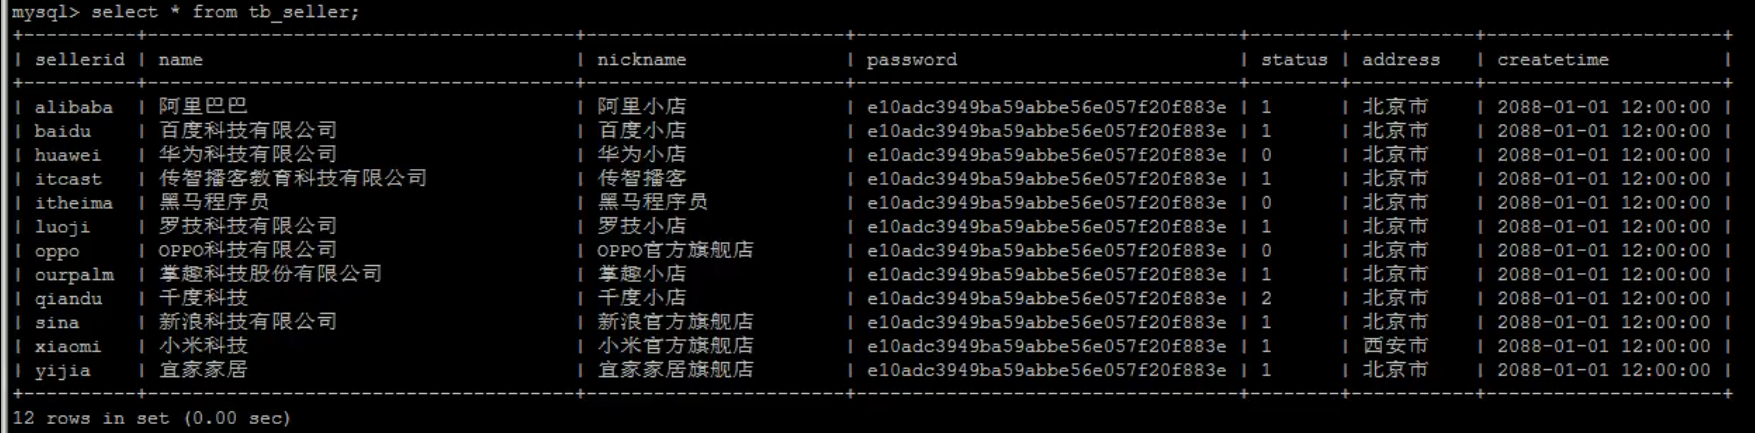 mysql> select * from tb_seller;
+----------+-------------------------------------+----------------------+----------------------------------+--------+----------+---------------------+
| sellerid | name | nickname | password | status | address | createtime |
+----------+-------------------------------------+----------------------+----------------------------------+--------+----------+---------------------+
| alibaba | 阿里巴巴 | 阿里小店 | e10adc3949ba59abbe56e057f20f883e | 1 | 北京市 | 2088-01-01 12:00:00 |
| baidu | 百度科技有限公司 | 百度小店 | e10adc3949ba59abbe56e057f20f883e | 1 | 北京市 | 2088-01-01 12:00:00 |
| huawei | 华为科技有限公司 | 华为小店 | e10adc3949ba59abbe56e057f20f883e | 0 | 北京市 | 2088-01-01 12:00:00 |
| itcast | 传智播客教育科技有限公司 | 传智播客 | e10adc3949ba59abbe56e057f20f883e | 1 | 北京市 | 2088-01-01 12:00:00 |
| itheima | 黑马程序员 | 黑马程序员 | e10adc3949ba59abbe56e057f20f883e | 0 | 北京市 | 2088-01-01 12:00:00 |
| luoji | 罗技科技有限公司 | 罗技小店 | e10adc3949ba59abbe56e057f20f883e | 1 | 北京市 | 2088-01-01 12:00:00 |
| oppo | OPPO科技有限公司 | OPPO官方旗舰店 | e10adc3949ba59abbe56e057f20f883e | 0 | 北京市 | 2088-01-01 12:00:00 |
| ourpalm | 掌趣科技股份有限公司 | 掌趣小店 | e10adc3949ba59abbe56e057f20f883e | 1 | 北京市 | 2088-01-01 12:00:00 |
| qiandu | 千度科技 | 千度小店 | e10adc3949ba59abbe56e057f20f883e | 2 | 北京市 | 2088-01-01 12:00:00 |
| sina | 新浪科技有限公司 | 新浪官方旗舰店 | e10adc3949ba59abbe56e057f20f883e | 1 | 北京市 | 2088-01-01 12:00:00 |
| xiaomi | 小米科技 | 小米官方旗舰店 | e10adc3949ba59abbe56e057f20f883e | 1 | 西安市 | 2088-01-01 12:00:00 |
| yijia | 宜家家居 | 宜家家居旗舰店 | e10adc3949ba59abbe56e057f20f883e | 1 | 北京市 | 2088-01-01 12:00:00 |
+----------+-------------------------------------+----------------------+----------------------------------+--------+----------+---------------------+
12 rows in set (0.00 sec)